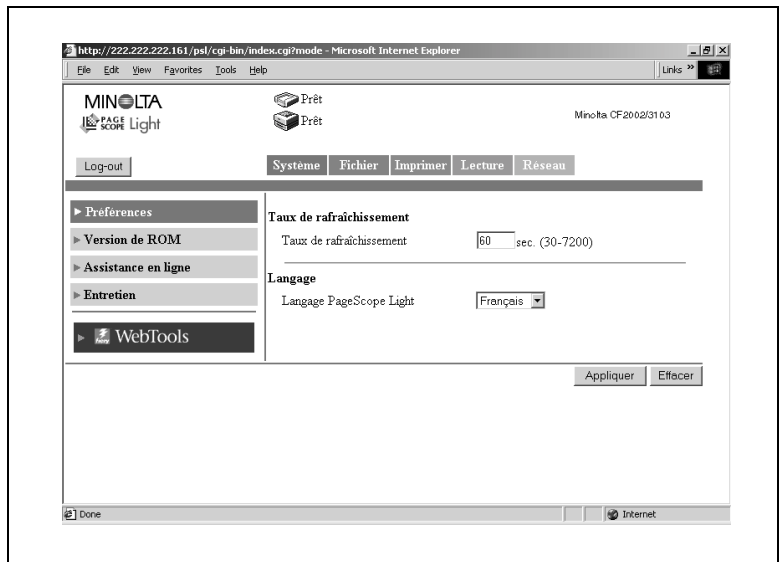 http://222.222.222.161/psl/cgi-bin/index.cgi?mode - Microsoft Internet Explorer
File Edit View Favorites Tools Help
Links »
MINOLTA
PAGE SCOPE Light
Prêt
Prêt
Minolta CF2002/3103
Log-out
Système Fichier Imprimer Lecture Réseau
Préférences
Version de ROM
Assistance en ligne
Entretien
WebTools
Taux de rafraîchissement
Taux de rafraîchissement 60 sec. (30-7200)
Langage
Langage PageScope Light Français
Appliquer Effacer
Done
Internet